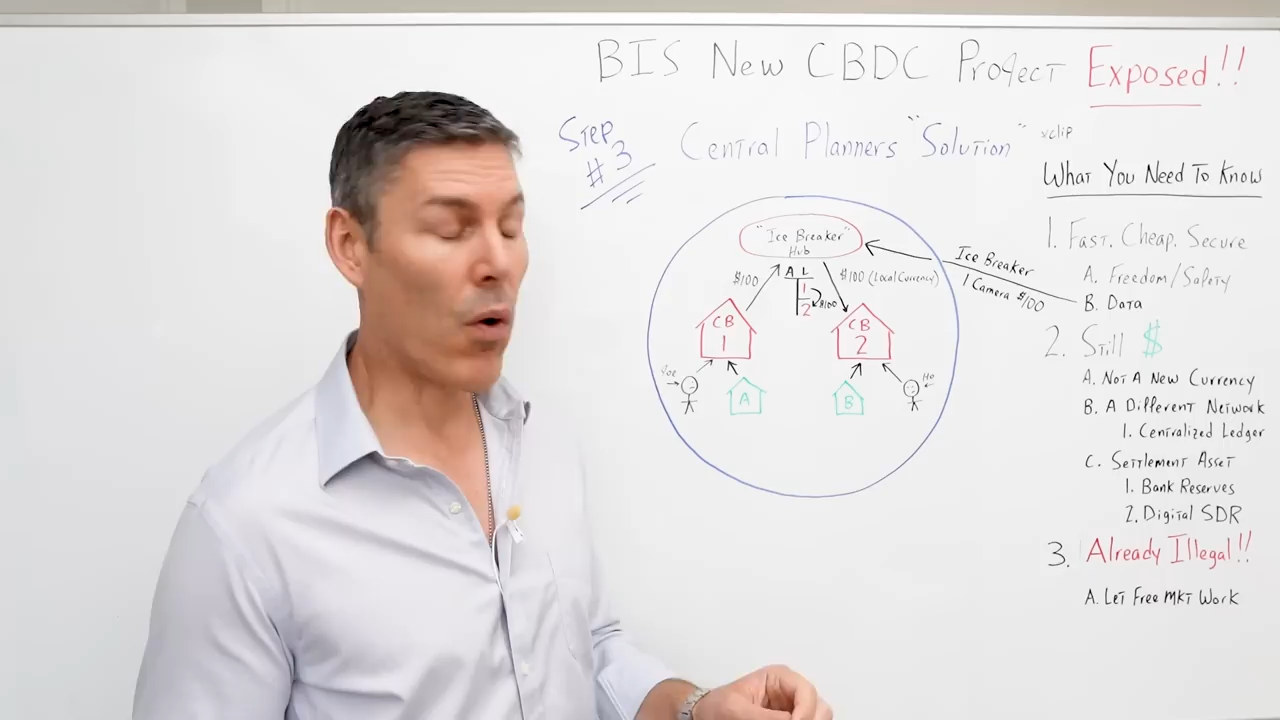 BIS New CBDC Project Exposed!!
Step
#3
Central Planners "Solution"
xclip
"Ice Breaker"
Hub
$100
A L
1
2
$100
$100 (Local Currency)
CB
1
CB
2
Joe
A
B
Mo
Ice Breaker
1 Camera $100
What You Need To Know
1. Fast. Cheap. Secure
A. Freedom/Safety
B. Data
2. Still $
A. Not A New Currency
B. A Different Network
1. Centralized Ledger
C. Settlement Asset
1. Bank Reserves
2. Digital SDR
3. Already Illegal!!
A. Let Free Mkt Work